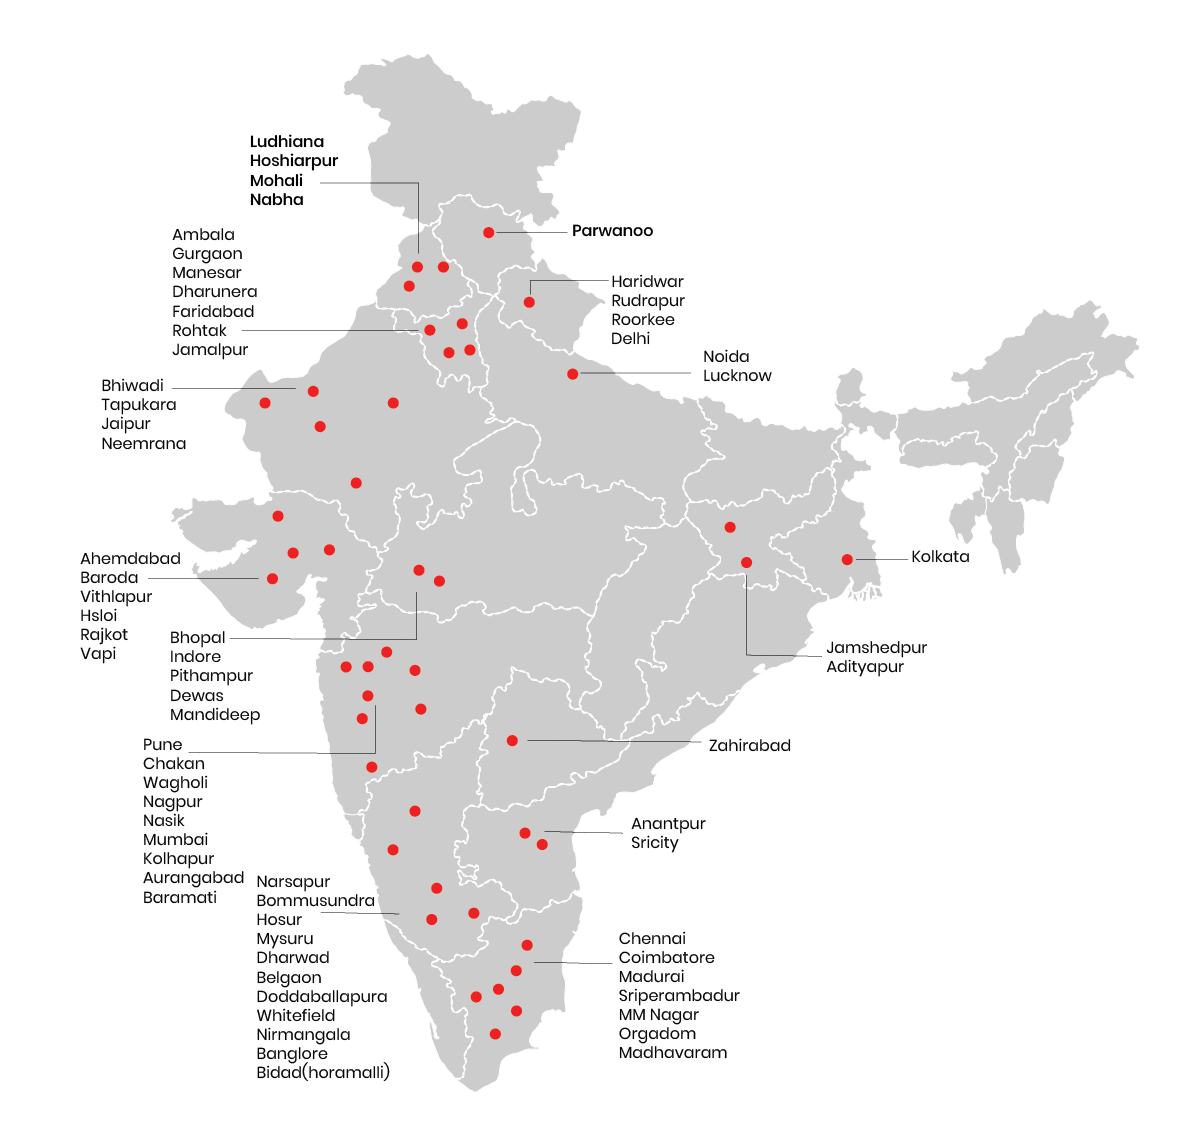 Ludhiana
Hoshiarpur
Mohali
Nabha
Parwanoo
Ambala
Gurgaon
Manesar
Dharunera
Faridabad
Rohtak
Jamalpur
Haridwar
Rudrapur
Roorkee
Delhi
Noida
Lucknow
Bhiwadi
Tapukara
Jaipur
Neemrana
Ahemdabad
Baroda
Vithlapur
Hsloi
Rajkot
Vapi
Kolkata
Bhopal
Indore
Pithampur
Dewas
Mandideep
Jamshedpur
Adityapur
Pune
Chakan
Wagholi
Nagpur
Nasik
Mumbai
Kolhapur
Aurangabad
Baramati
Zahirabad
Anantpur
Sricity
Narsapur
Bommusundra
Hosur
Mysuru
Dharwad
Belgaon
Doddaballapura
Whitefield
Nirmangala
Banglore
Bidad(horamalli)
Chennai
Coimbatore
Madurai
Sriperambadur
MM Nagar
Orgadom
Madhavaram